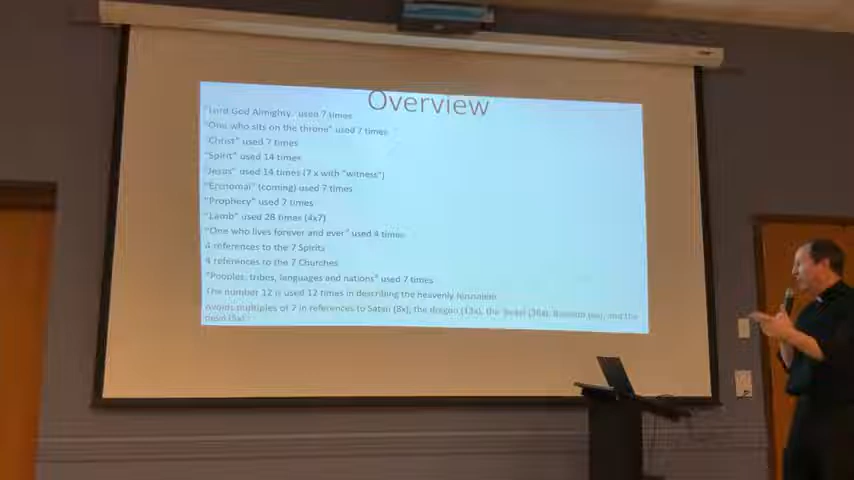 Overview
"Lord God Almighty" used 7 times
"One who sits on the throne" used 7 times
"Christ" used 7 times
"Spirit" used 14 times
"Jesus" used 14 times (7 x with "witness")
(coming) used 7 times
"Prophecy" used 7 times
"Lamb" used 28 times (4x7)
"One who lives forever and ever" used 4 times
4 references to the 7 Spirits
4 references to the 7 Churches
"Peoples, tribes, languages and nations" used 7 times
The number 12 is used 12 times in describing the heavenly Jerusalem
Avoids multiples of 7 in references to Satan (8x), the dragon (13x), the and the